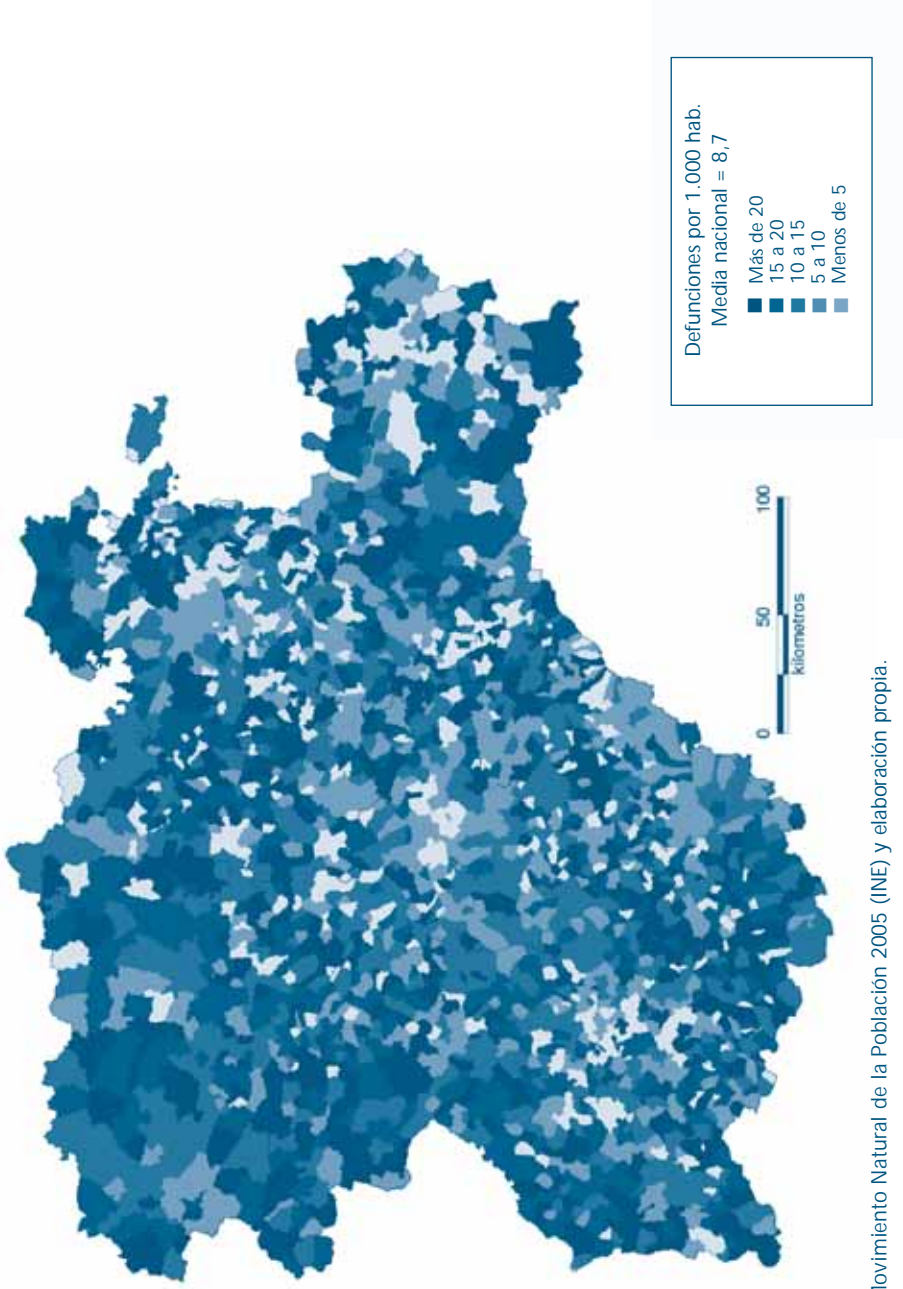 Defunciones por 1.000 hab.
Media nacional = 8,7
Más de 20
15 a 20
10 a 15
5 a 10
Menos de 5
0 50 100
kilometros
lovimiento Natural de la Población 2005 (INE) y elaboración propia.